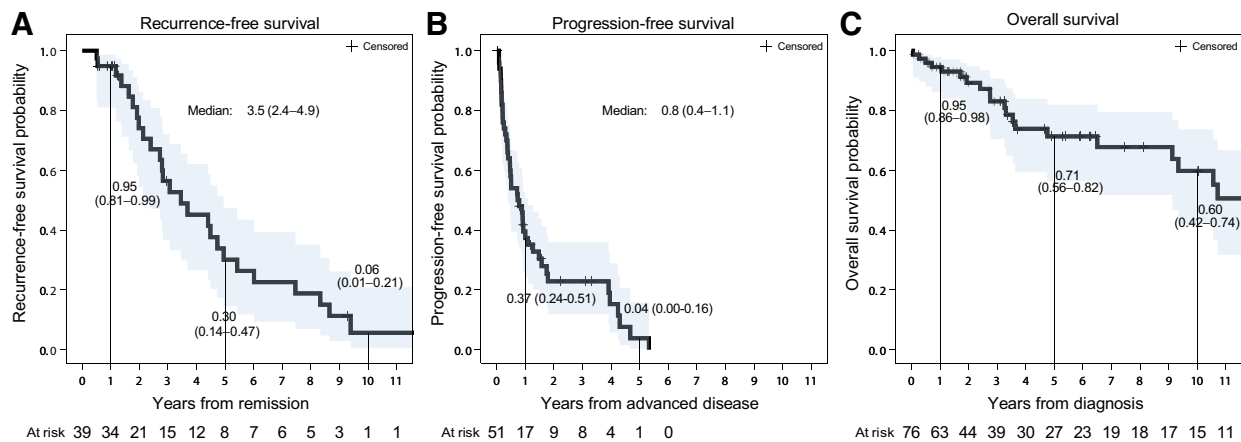 A
Recurrence-free survival
Recurrence-free survival probability
1.0
0.8
0.6
0.4
0.2
0.0
Censored
Median: 3.5 (2.4–4.9)
0.95
(0.81–0.99)
0.30
(0.14–0.47)
0.06
(0.01–0.21)
0 1 2 3 4 5 6 7 8 9 10 11
Years from remission
At risk 39 34 21 15 12 8 7 6 5 3 1 1
B
Progression-free survival
Progression-free survival probability
1.0
0.8
0.6
0.4
0.2
0.0
Censored
Median: 0.8 (0.4–1.1)
0.37 (0.24-0.51)
0.04 (0.00-0.16)
0 1 2 3 4 5 6 7 8 9 10 11
Years from advanced disease
At risk 51 17 9 8 4 1 0
C
Overall survival
Overall survival probability
1.0
0.8
0.6
0.4
0.2
0.0
Censored
0.95
(0.86–0.98)
0.71
(0.56–0.82)
0.60
(0.42–0.74)
0 1 2 3 4 5 6 7 8 9 10 11
Years from diagnosis
At risk 76 63 44 39 30 27 23 19 18 17 15 11